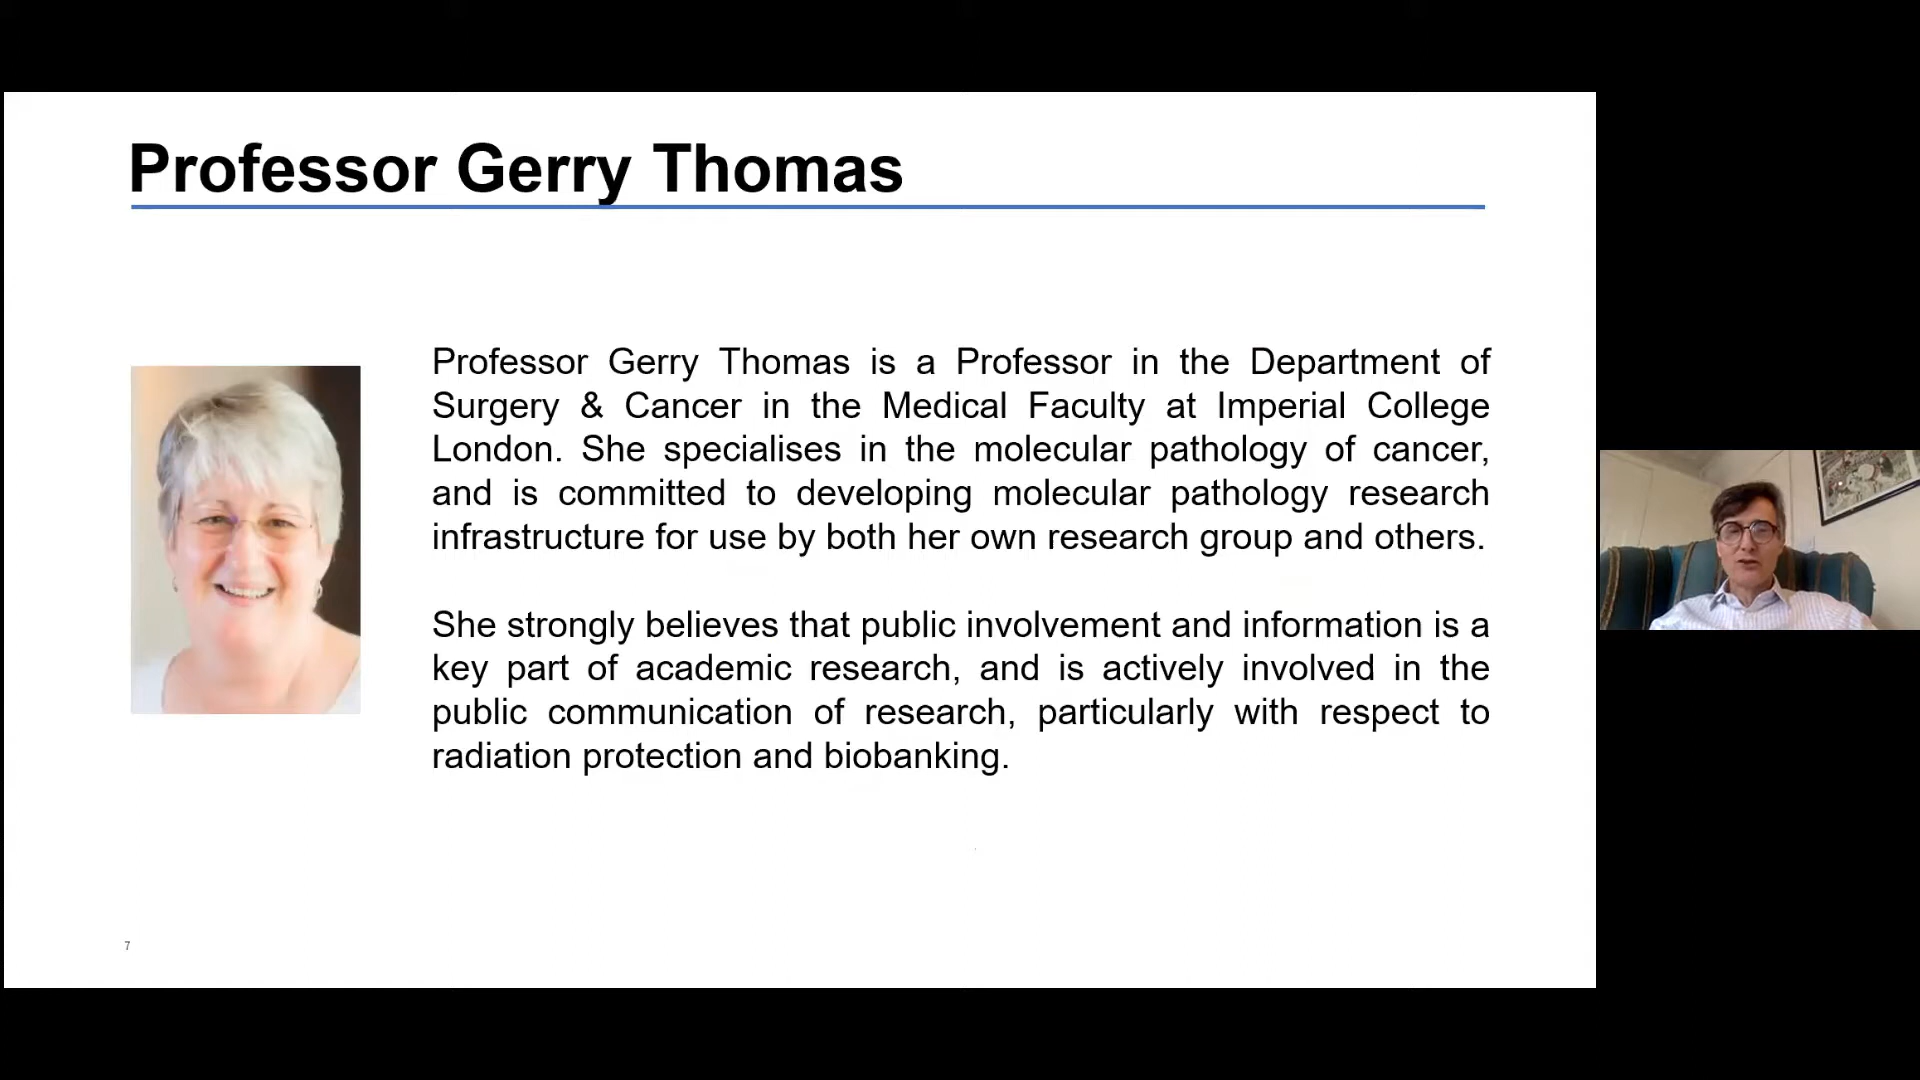 Professor Gerry Thomas
Professor Gerry Thomas is a Professor in the Department of
Surgery & Cancer in the Medical Faculty at Imperial College
London. She specialises in the molecular pathology of cancer,
and is committed to developing molecular pathology research
infrastructure for use by both her own research group and others.
She strongly believes that public involvement and information is a
key part of academic research, and is actively involved in the
public communication of research, particularly with respect to
radiation protection and biobanking.
7